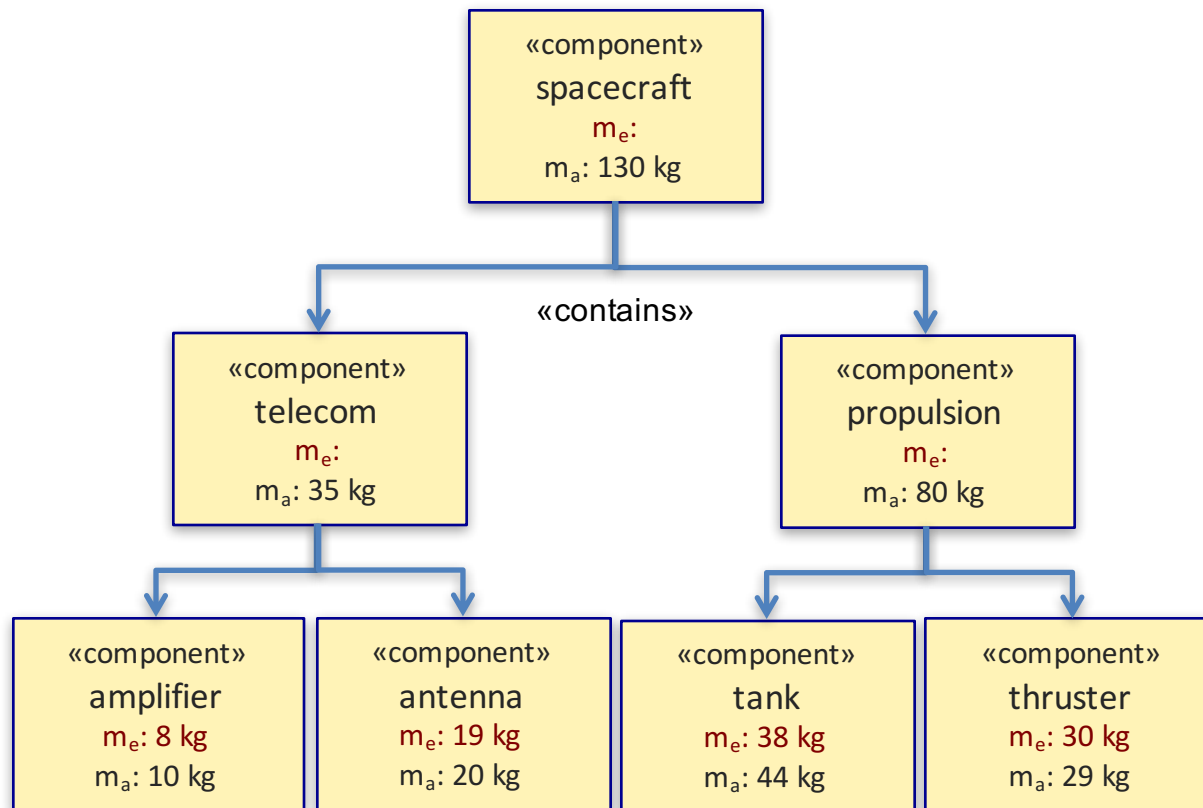 «component»
spacecraft
mₑ:
mₐ: 130 kg
«contains»
«component»
telecom
mₑ:
mₐ: 35 kg
«component»
propulsion
mₑ:
mₐ: 80 kg
«component»
amplifier
mₑ: 8 kg
mₐ: 10 kg
«component»
antenna
mₑ: 19 kg
mₐ: 20 kg
«component»
tank
mₑ: 38 kg
mₐ: 44 kg
«component»
thruster
mₑ: 30 kg
mₐ: 29 kg